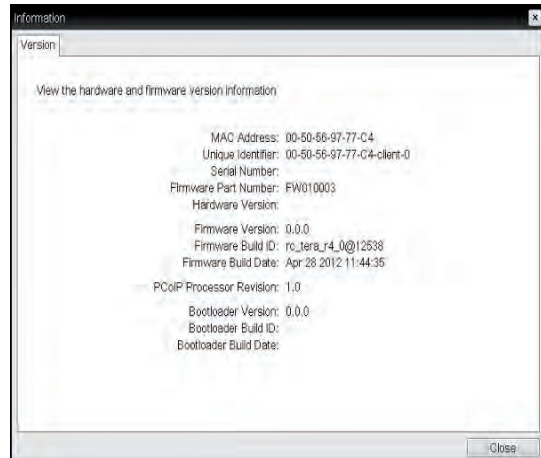 Information
Version
View the hardware and firmware version information
MAC Address: 00-50-56-97-77-C4
Unique Identifier: 00-50-56-97-77-C4-client-0
Serial Number:
Firmware Part Number: FW010003
Hardware Version:
Firmware Version: 0.0.0
Firmware Build ID: rc_tera_r4_0@12538
Firmware Build Date: Apr 28 2012 11:44:35
PCoIP Processor Revision: 1.0
Bootloader Version: 0.0.0
Bootloader Build ID:
Bootloader Build Date:
Close